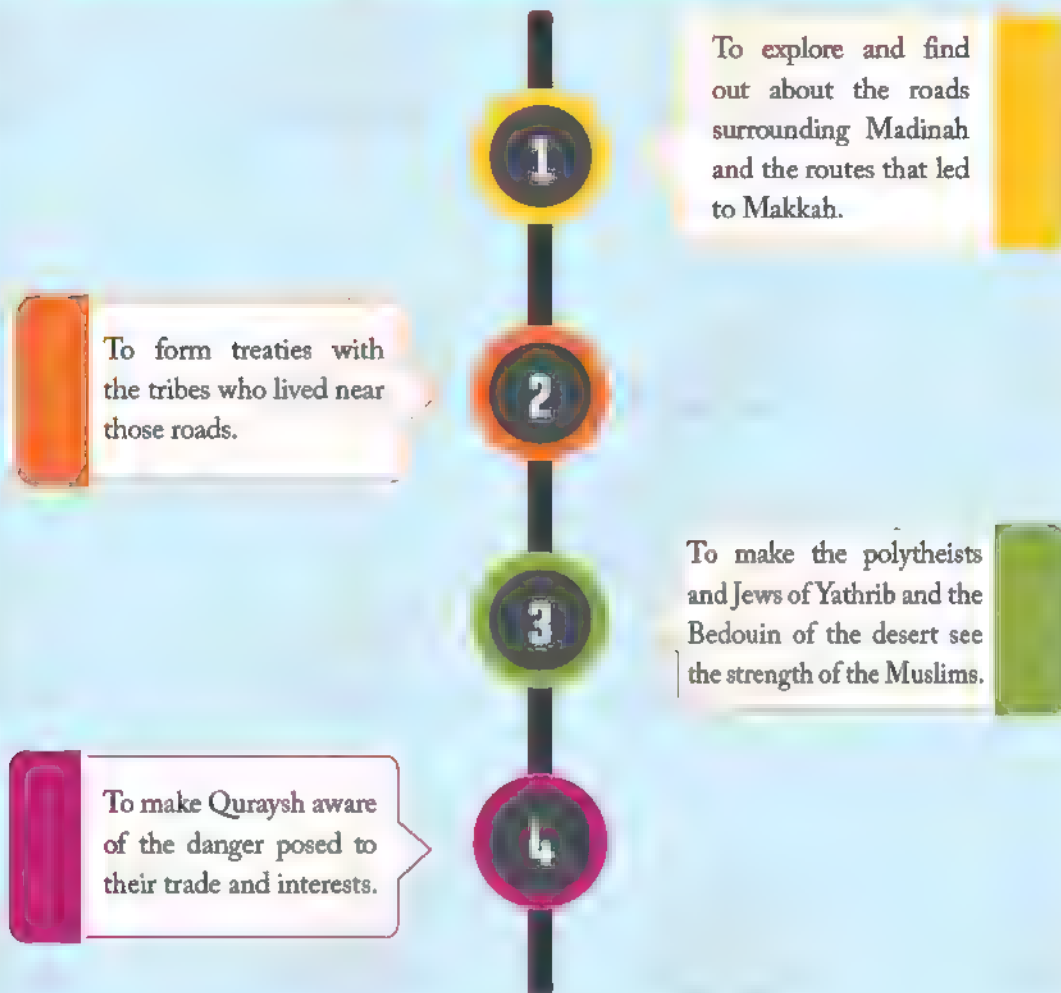 1
To explore and find
out about the roads
surrounding Madinah
and the routes that led
to Makkah.
2
To form treaties with
the tribes who lived near
those roads.
3
To make the polytheists
and Jews of Yathrib and the
Bedouin of the desert see
the strength of the Muslims.
4
To make Quraysh aware
of the danger posed to
their trade and interests.